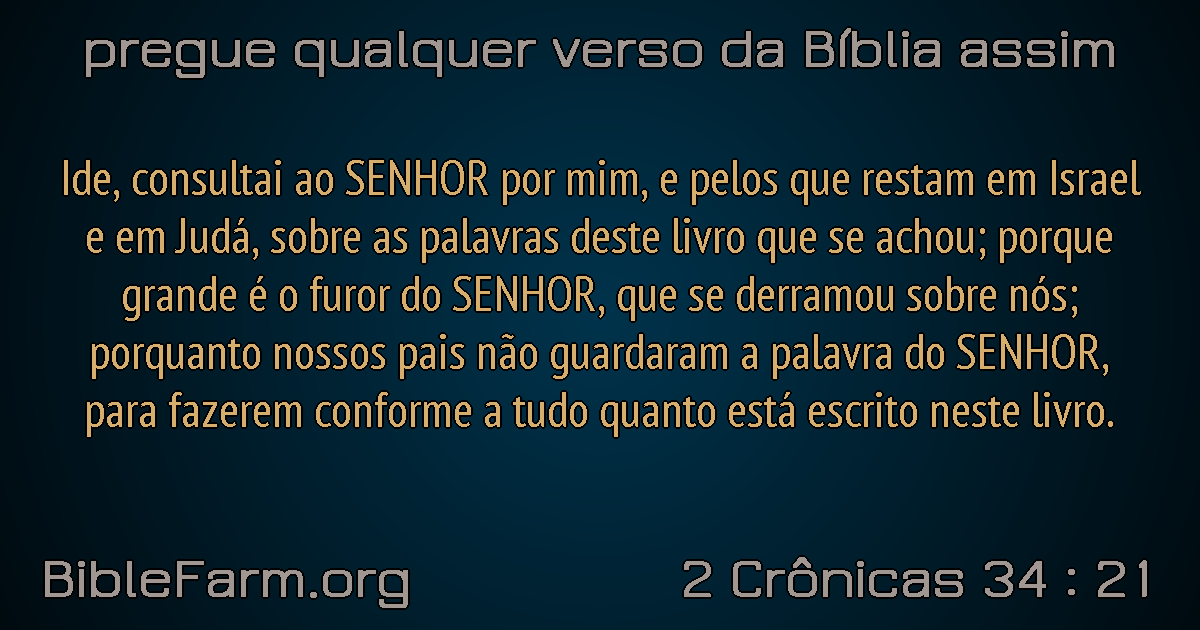 pregue qualquer verso da Bíblia assim
Ide, consultai ao SENHOR por mim, e pelos que restam em Israel
e em Judá, sobre as palavras deste livro que se achou; porque
grande é o furor do SENHOR, que se derramou sobre nós;
porquanto nossos pais não guardaram a palavra do SENHOR,
para fazerem conforme a tudo quanto está escrito neste livro.
BibleFarm.org
2 Crônicas 34 : 21